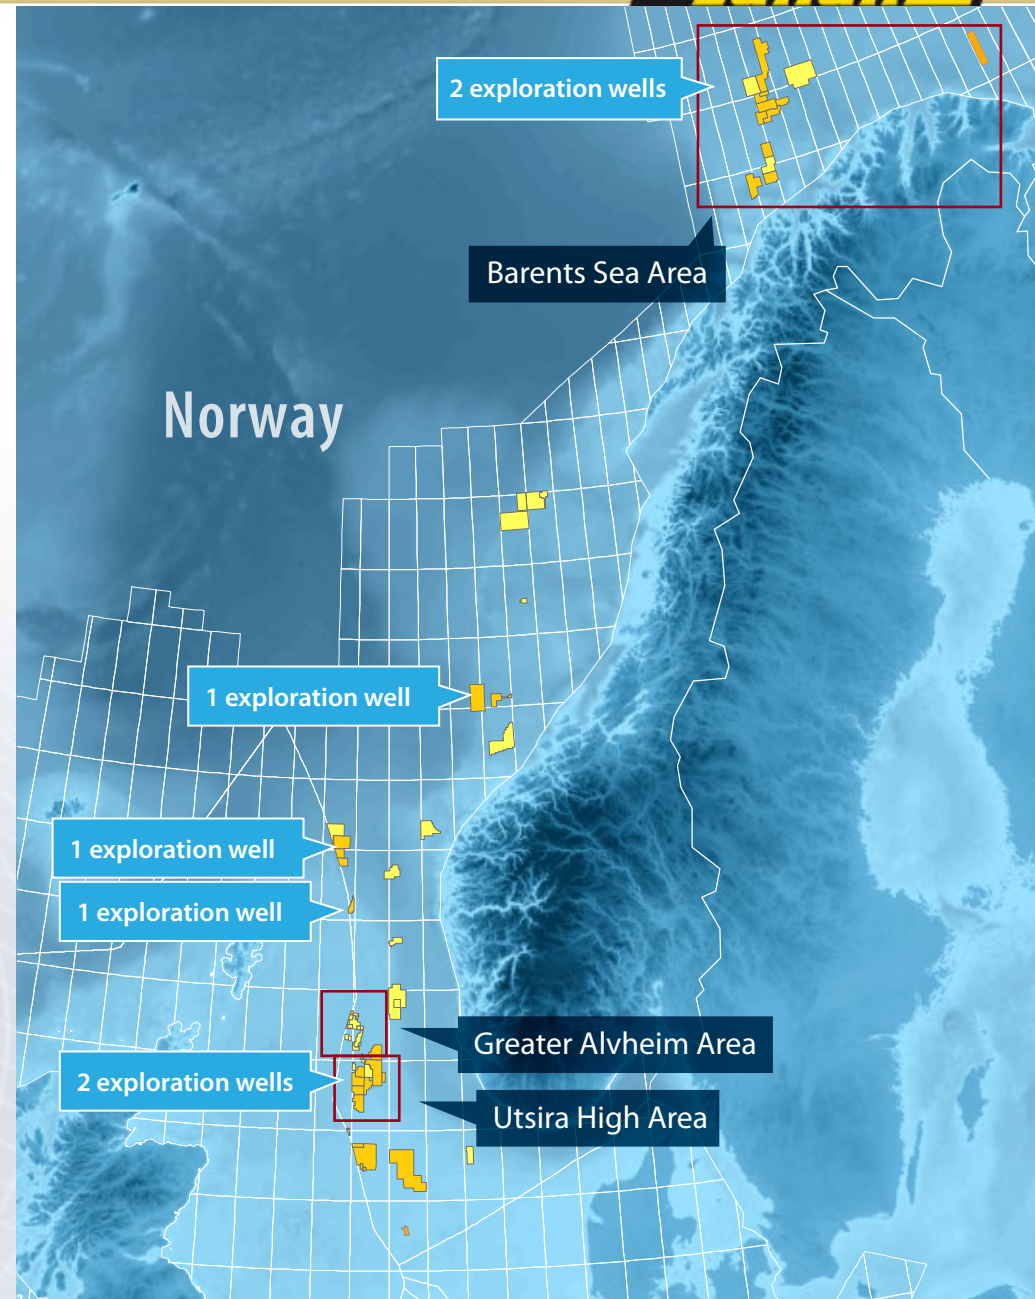 2 exploration wells
Barents Sea Area
Norway
1 exploration well
1 exploration well
1 exploration well
Greater Alvheim Area
2 exploration wells
Utsira High Area